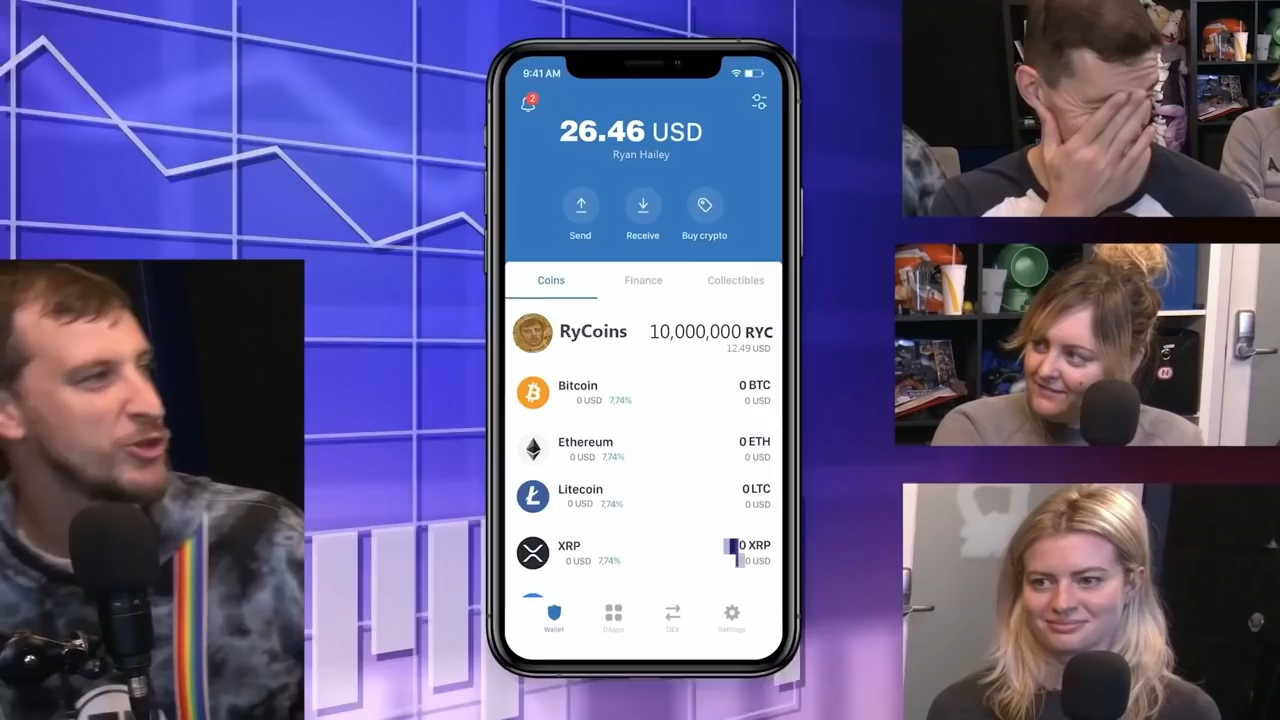 9:41 AM
2
26.46 USD
Ryan Hailey
Send Receive Buy crypto
Coins Finance Collectibles
RyCoins 10,000,000 RYC
12.49 USD
Bitcoin 0 BTC
0 USD 7,74% 0 USD
Ethereum 0 ETH
0 USD 7,74% 0 USD
Litecoin 0 LTC
0 USD 7,74% 0 USD
XRP 0 XRP
0 USD 7,74% 0 USD
Wallet DApps DEX Settings
N
A